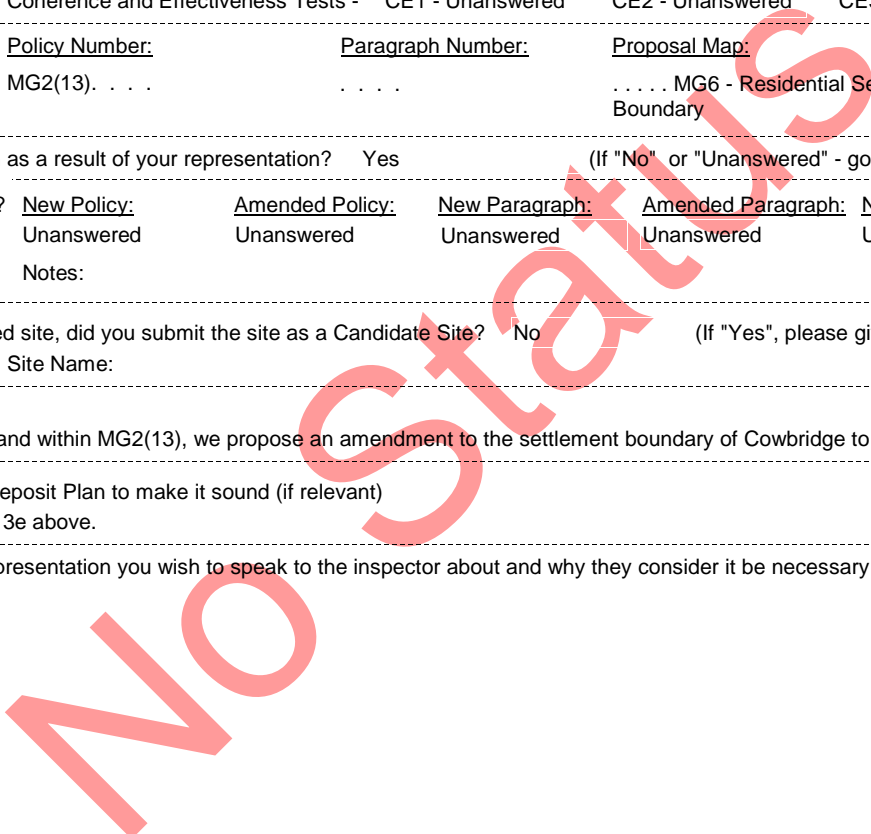 Coherence and Effectiveness Tests - CE1 - Unanswered CE2 - Unanswered
Policy Number: Paragraph Number: Proposal Map:
MG2(13). . . . . . . . . . . . . MG6 - Residential Se
Boundary
as a result of your representation? Yes (If "No" or "Unanswered" - go
? New Policy: Amended Policy: New Paragraph: Amended Paragraph: N
Unanswered Unanswered Unanswered Unanswered U
Notes:
ed site, did you submit the site as a Candidate Site? No (If "Yes", please gi
Site Name:
and within MG2(13), we propose an amendment to the settlement boundary of Cowbridge to
eposit Plan to make it sound (if relevant)
3e above.
presentation you wish to speak to the inspector about and why they consider it be necessary
No Status